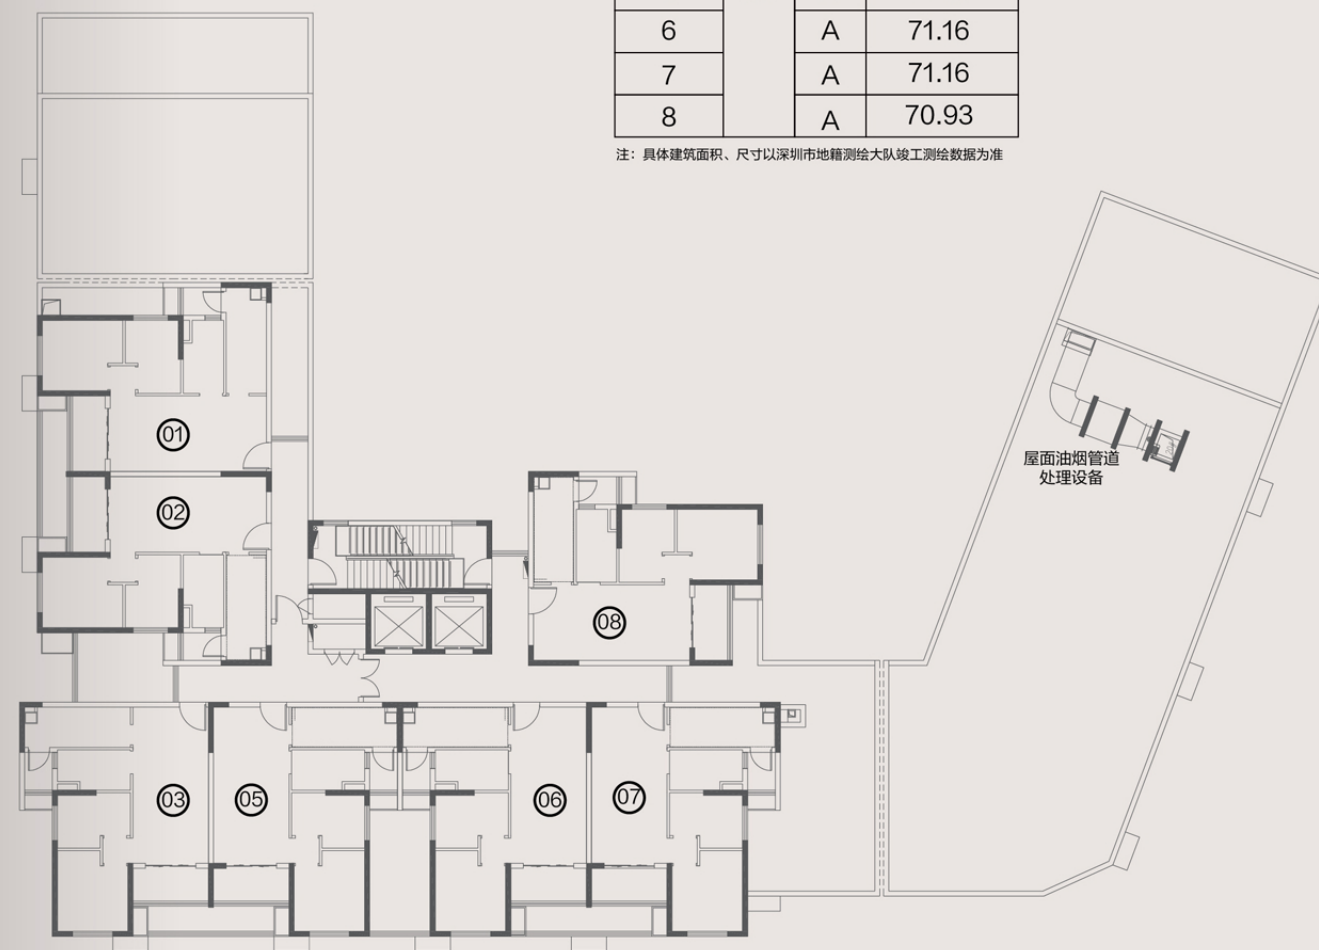 6 A 71.16
7 A 71.16
8 A 70.93
注：具体建筑面积、尺寸以深圳市地籍测绘大队竣工测绘数据为准
01
屋面油烟管道
处理设备
02
08
03 05 06 07